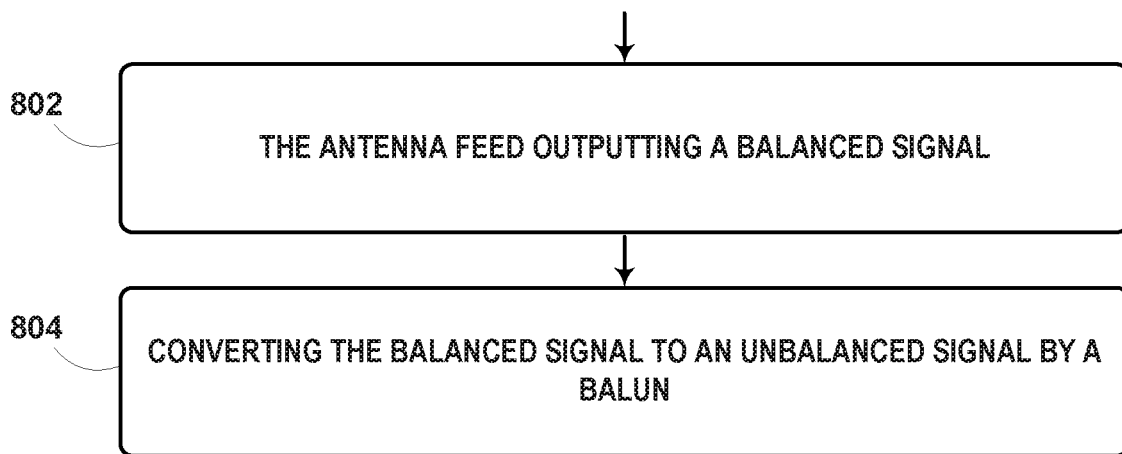 802
THE ANTENNA FEED OUTPUTTING A BALANCED SIGNAL
804
CONVERTING THE BALANCED SIGNAL TO AN UNBALANCED SIGNAL BY A
BALUN